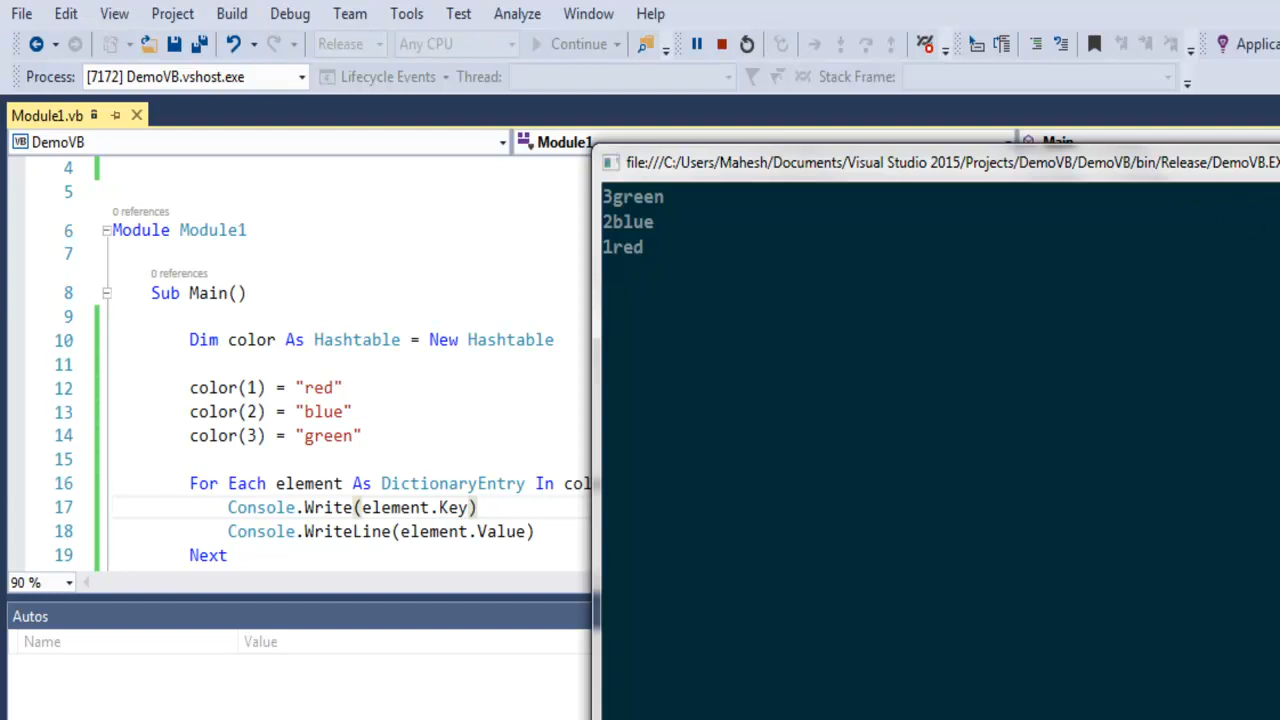 File Edit View Project Build Debug Team Tools Test Analyze Window Help
Release Any CPU Continue Applica
Process: [7172] DemoVB.vshost.exe Lifecycle Events Thread: Stack Frame:
Module1.vb
VB DemoVB Module1 Main
4
5
0 references
6 Module Module1
7
0 references
8 Sub Main()
9
10 Dim color As Hashtable = New Hashtable
11
12 color(1) = "red"
13 color(2) = "blue"
14 color(3) = "green"
15
16 For Each element As DictionaryEntry In col
17 Console.Write(element.Key)
18 Console.WriteLine(element.Value)
19 Next
90 %
Autos
Name Value
file:///C:/Users/Mahesh/Documents/Visual Studio 2015/Projects/DemoVB/DemoVB/bin/Release/DemoVB.EX
3green
2blue
1red